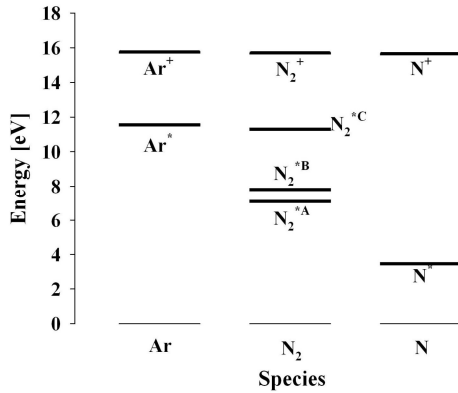 18
16
14
12
10
8
6
4
2
0
Energy [eV]
Ar⁺
N₂⁺
N⁺
Ar*
N₂*ᶜ
N₂*ᴮ
N₂*ᴬ
N*
Ar
N₂
N
Species